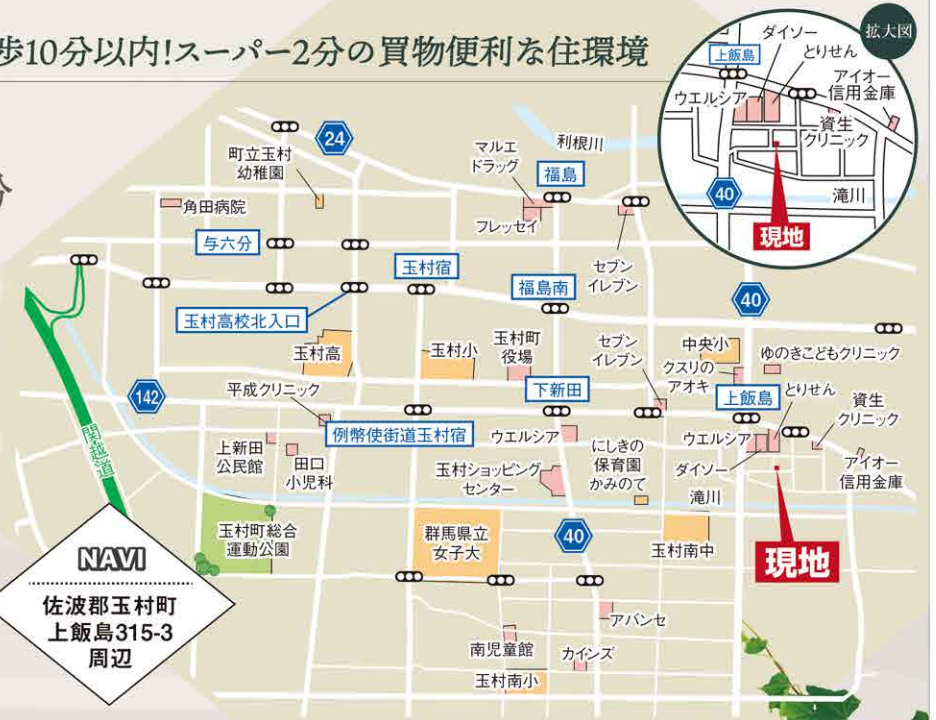 歩10分以内!スーパー2分の買物便利な住環境
分
拡大図
ダイソー
上飯島
とりせん
ウエルシア
アイオー
信用金庫
資生
クリニック
40
滝川
現地
24
町立玉村
幼稚園
マルエ
ドラッグ
利根川
福島
角田病院
フレッセイ
与六分
セブン
イレブン
玉村宿
福島南
40
玉村高校北入口
玉村高
玉村小
玉村町
役場
セブン
イレブン
中央小
ゆのきこどもクリニック
クスリの
アオキ
142
平成クリニック
下新田
上飯島
とりせん
資生
クリニック
関越道
例幣使街道玉村宿
ウエルシア
ウエルシア
上新田
公民館
田口
小児科
にしきの
保育園
かみのて
玉村ショッピング
センター
ダイソー
アイオー
信用金庫
滝川
玉村町総合
運動公園
群馬県立
女子大
40
玉村南中
現地
NAVI
佐波郡玉村町
上飯島315-3
周辺
アバンセ
南児童館
カインズ
玉村南小